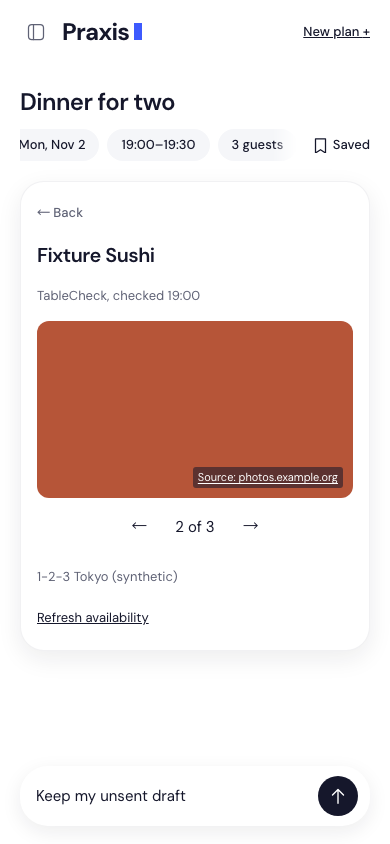 Praxis
New plan +
Dinner for two
Mon, Nov 2
19:00–19:30
3 guests
Saved
← Back
Fixture Sushi
TableCheck, checked 19:00
Source: photos.example.org
← 2 of 3 →
1-2-3 Tokyo (synthetic)
Refresh availability
Keep my unsent draft